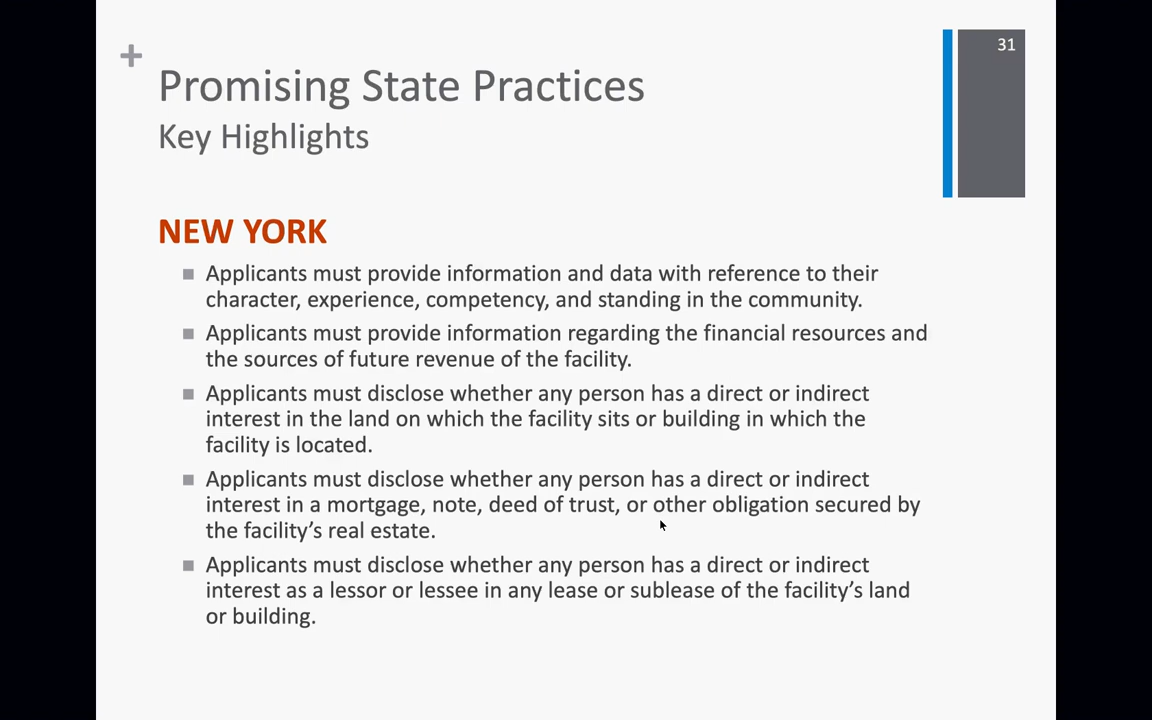 31
+
Promising State Practices
Key Highlights
NEW YORK
Applicants must provide information and data with reference to their
character, experience, competency, and standing in the community.
Applicants must provide information regarding the financial resources and
the sources of future revenue of the facility.
Applicants must disclose whether any person has a direct or indirect
interest in the land on which the facility sits or building in which the
facility is located.
Applicants must disclose whether any person has a direct or indirect
interest in a mortgage, note, deed of trust, or other obligation secured by
the facility’s real estate.
Applicants must disclose whether any person has a direct or indirect
interest as a lessor or lessee in any lease or sublease of the facility’s land
or building.